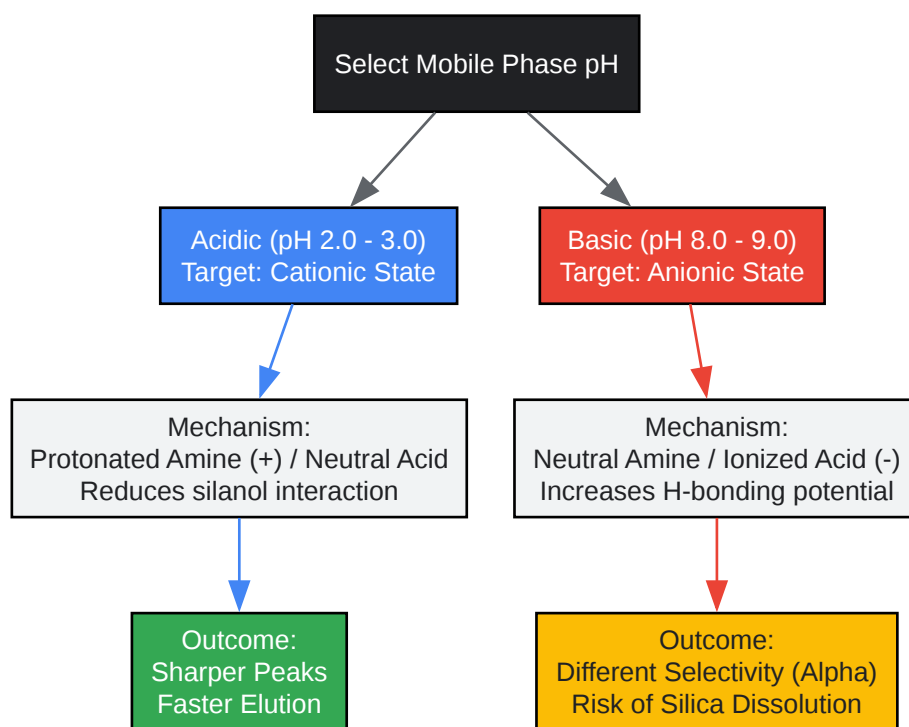 Select Mobile Phase pH
Acidic (pH 2.0 - 3.0)
Target: Cationic State
Basic (pH 8.0 - 9.0)
Target: Anionic State
Mechanism:
Protonated Amine (+) / Neutral Acid
Reduces silanol interaction
Mechanism:
Neutral Amine / Ionized Acid (-)
Increases H-bonding potential
Outcome:
Sharper Peaks
Faster Elution
Outcome:
Different Selectivity (Alpha)
Risk of Silica Dissolution